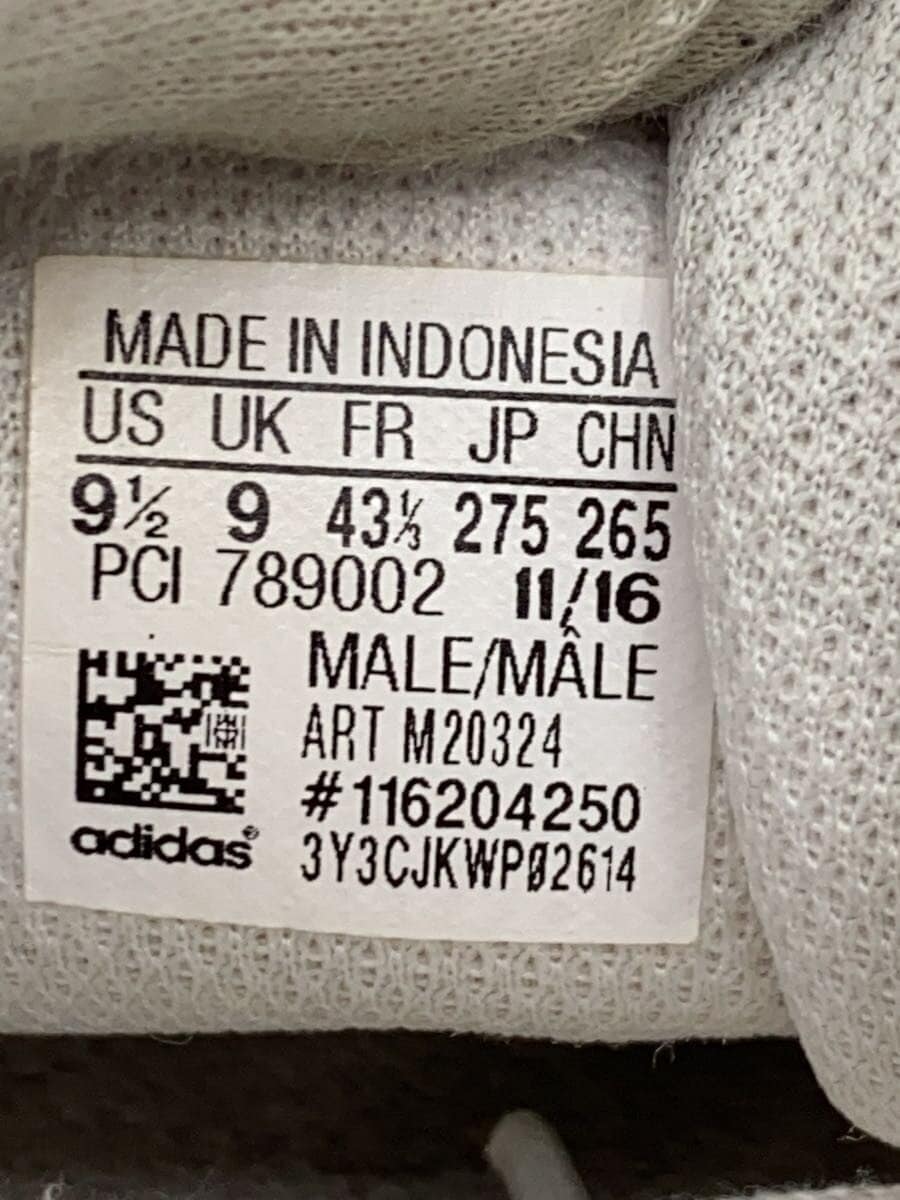 MADE IN INDONESIA
US UK FR JP CHN
9½ 9 43⅓ 275 265
PCI 789002 11/16
MALE/MÂLE
ART M20324
#116204250
adidas®
3Y3CJKWPØ2614